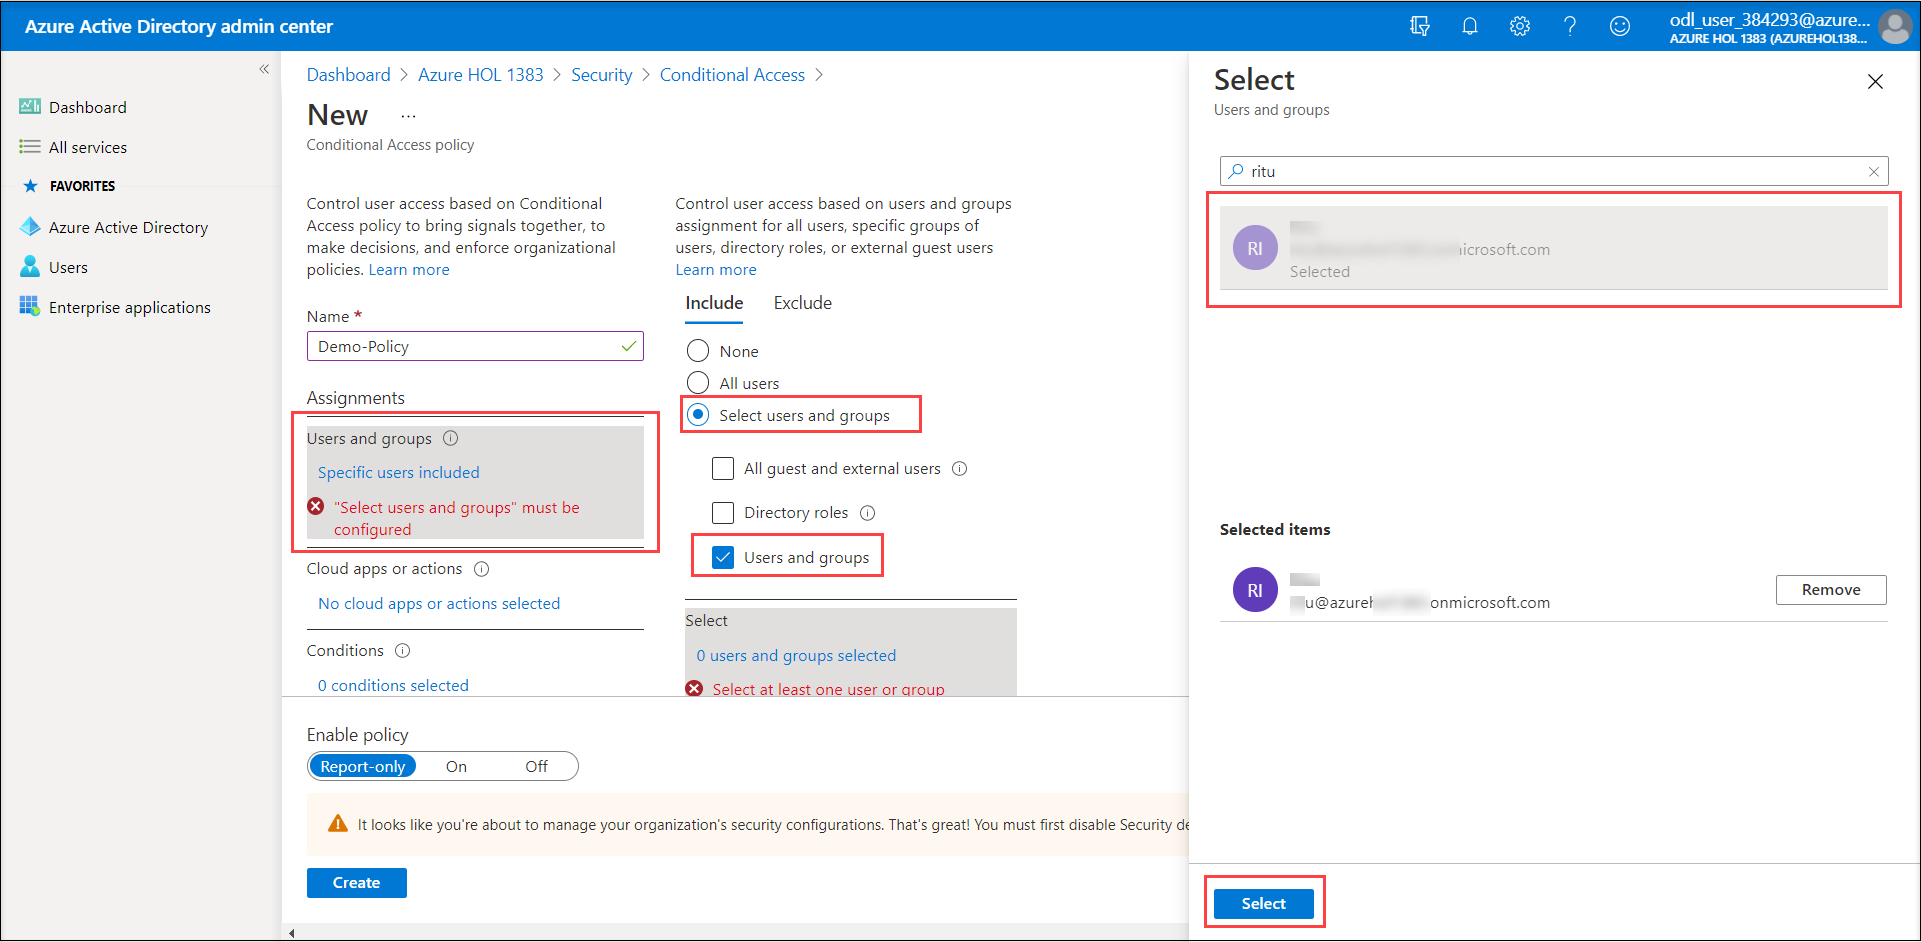 Azure Active Directory admin center
odl_user_384293@azure...
AZURE HOL 1383 (AZUREHOL138...
Dashboard
All services
FAVORITES
Azure Active Directory
Users
Enterprise applications
Dashboard > Azure HOL 1383 > Security > Conditional Access >
New ...
Conditional Access policy
Control user access based on Conditional
Access policy to bring signals together, to
make decisions, and enforce organizational
policies. Learn more
Name *
Demo-Policy
Assignments
Users and groups
Specific users included
"Select users and groups" must be
configured
Cloud apps or actions
No cloud apps or actions selected
Conditions
0 conditions selected
Control user access based on users and groups
assignment for all users, specific groups of
users, directory roles, or external guest users
Learn more
Include Exclude
None
All users
Select users and groups
All guest and external users
Directory roles
Users and groups
Select
0 users and groups selected
Select at least one user or group
Enable policy
Report-only On Off
It looks like you're about to manage your organization's security configurations. That's great! You must first disable Security de
Create
Select
Users and groups
ritu
RI
icrosoft.com
Selected
Selected items
RI
u@azure onmicrosoft.com
Remove
Select